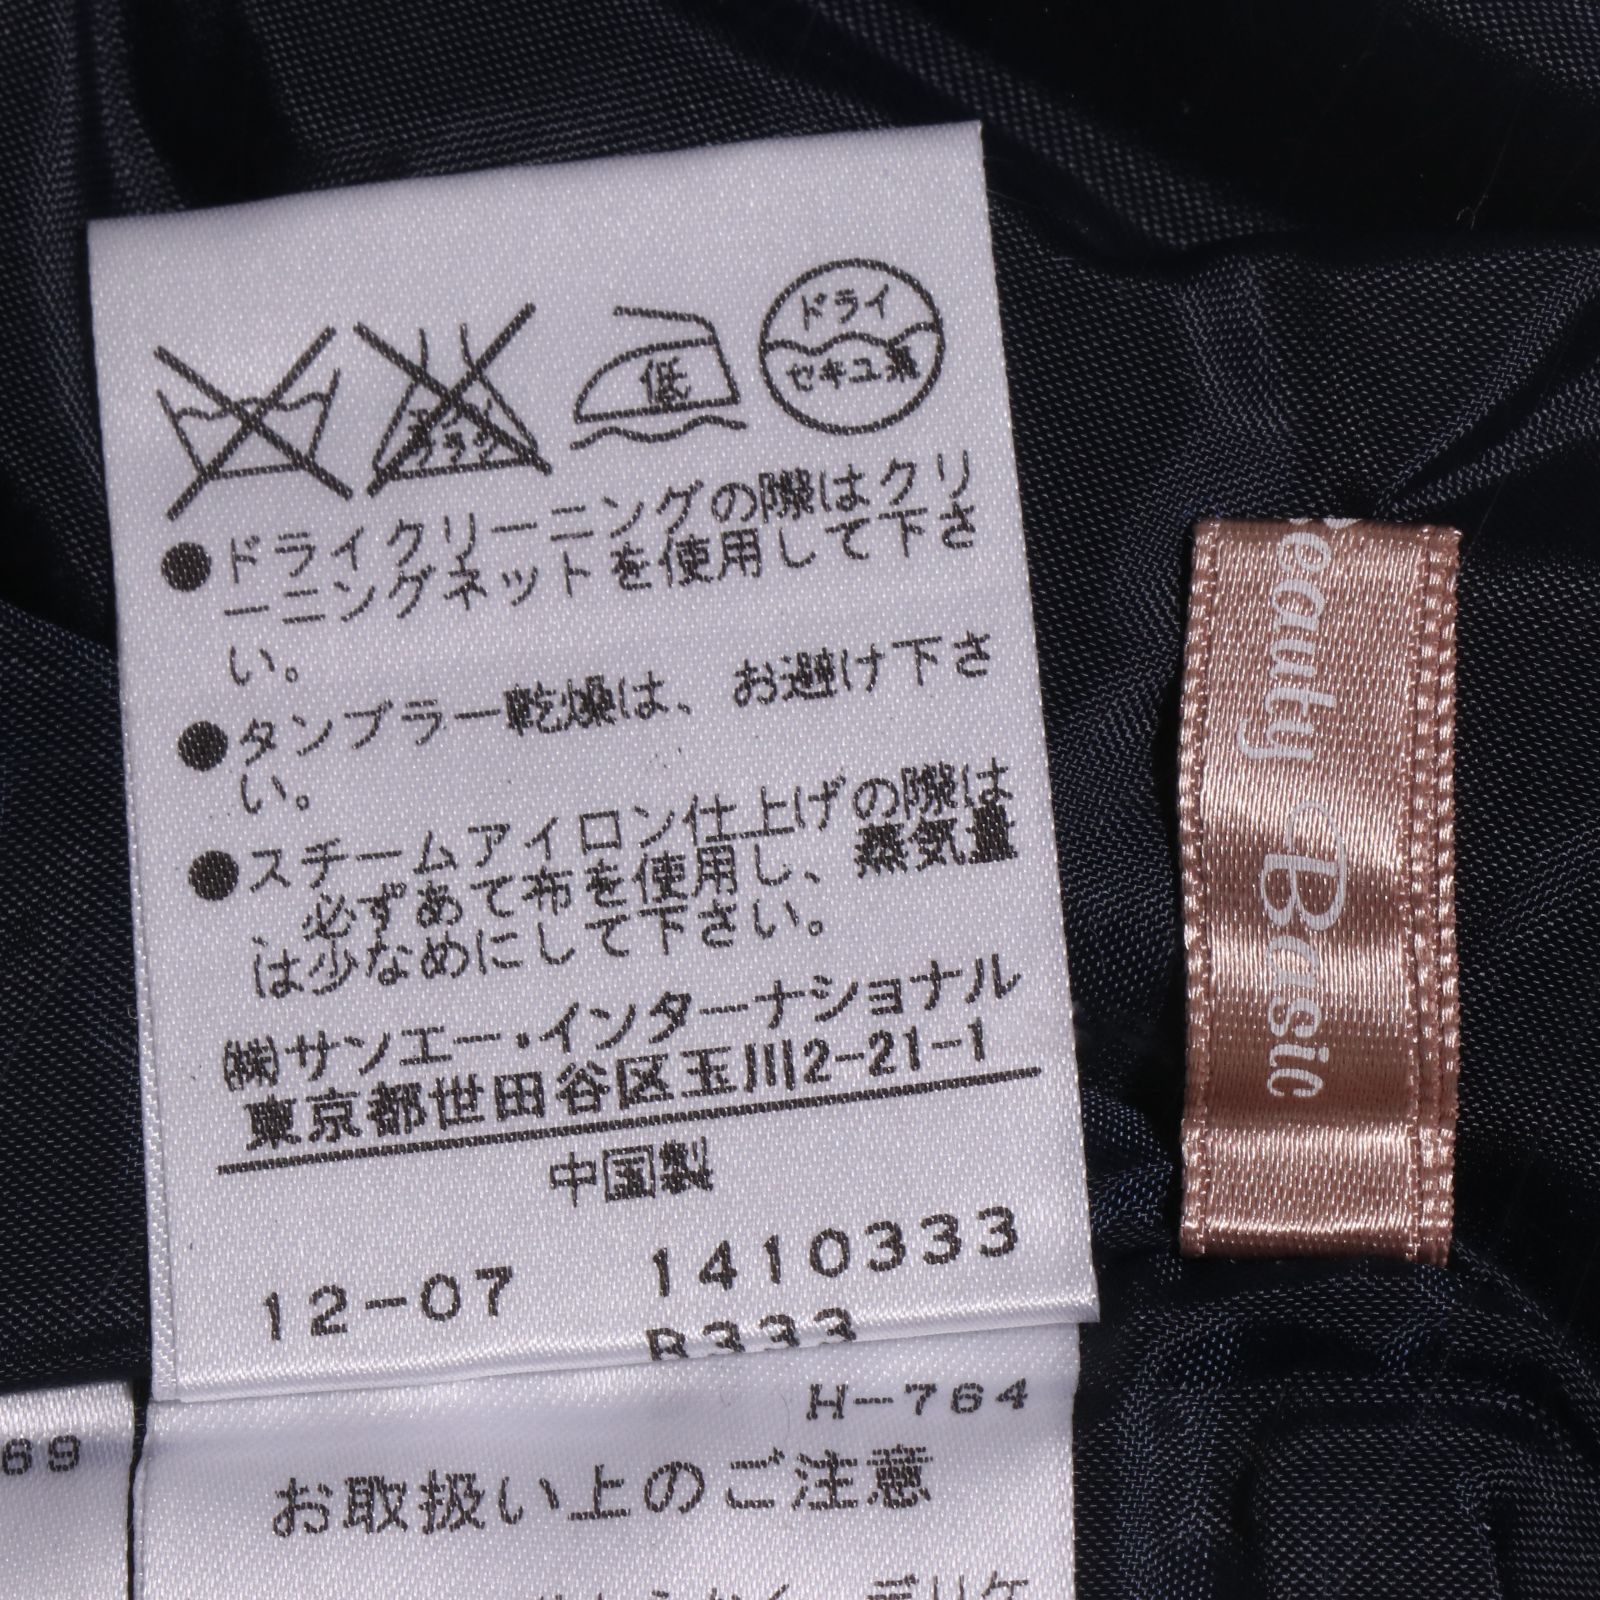 低
ドライ
セキユ系
●ドライクリーニングの際はクリ
ーニングネットを使用して下さ
い。
●タンブラー乾燥は、お避け下さ
い。
●スチームアイロン仕上げの際は
必ずあて布を使用し、蒸気量
は少なめにして下さい。
㈱サンエー・インターナショナル
東京都世田谷区玉川2-21-1
中国製
12-07 1410333
B333
H-764
お取扱い上のご注意
69
Beauty Basic